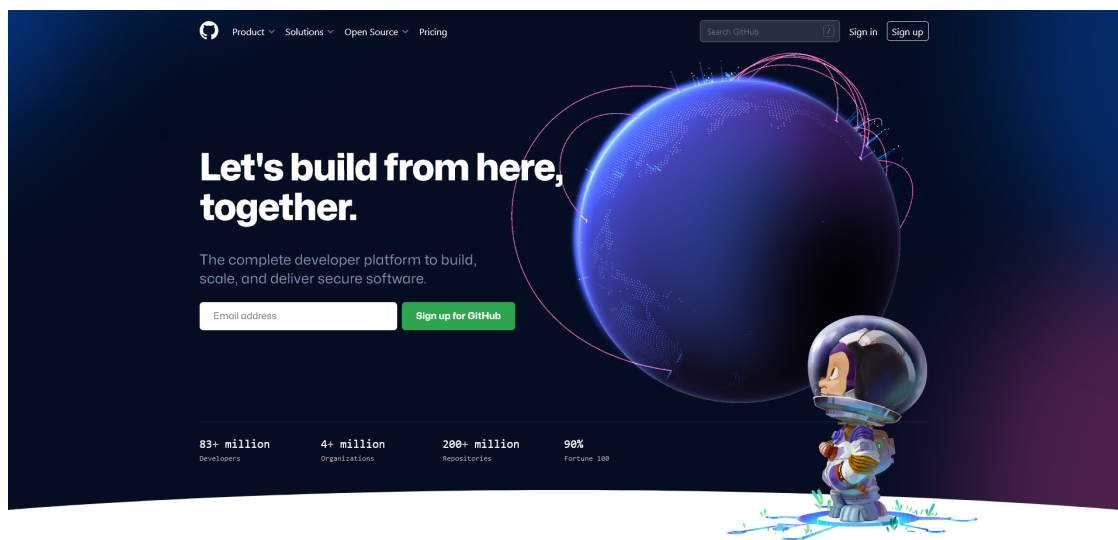 Product Solutions Open Source Pricing Search GitHub / Sign in Sign up
Let's build from here,
together.
The complete developer platform to build,
scale, and deliver secure software.
Email address Sign up for GitHub
83+ million 4+ million 200+ million 90%
Developers Organizations Repositories Fortune 100